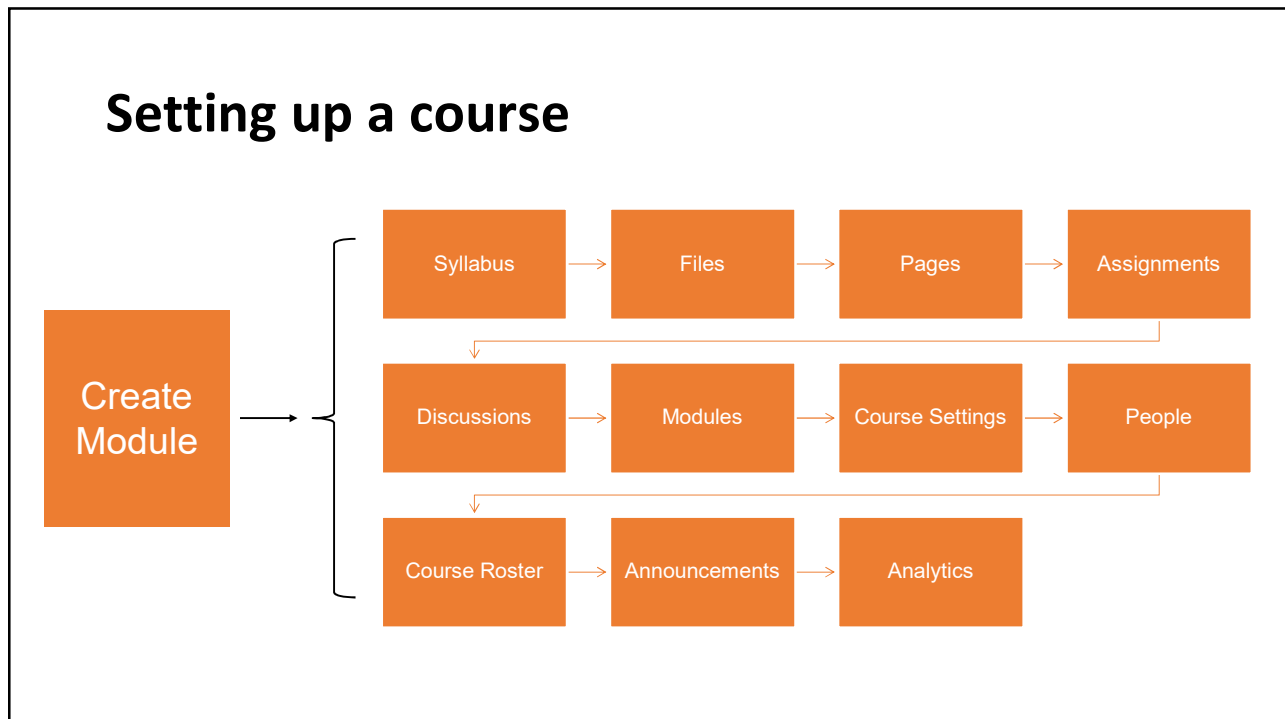 Setting up a course
Create
Module
Syllabus
Files
Pages
Assignments
Discussions
Modules
Course Settings
People
Course Roster
Announcements
Analytics